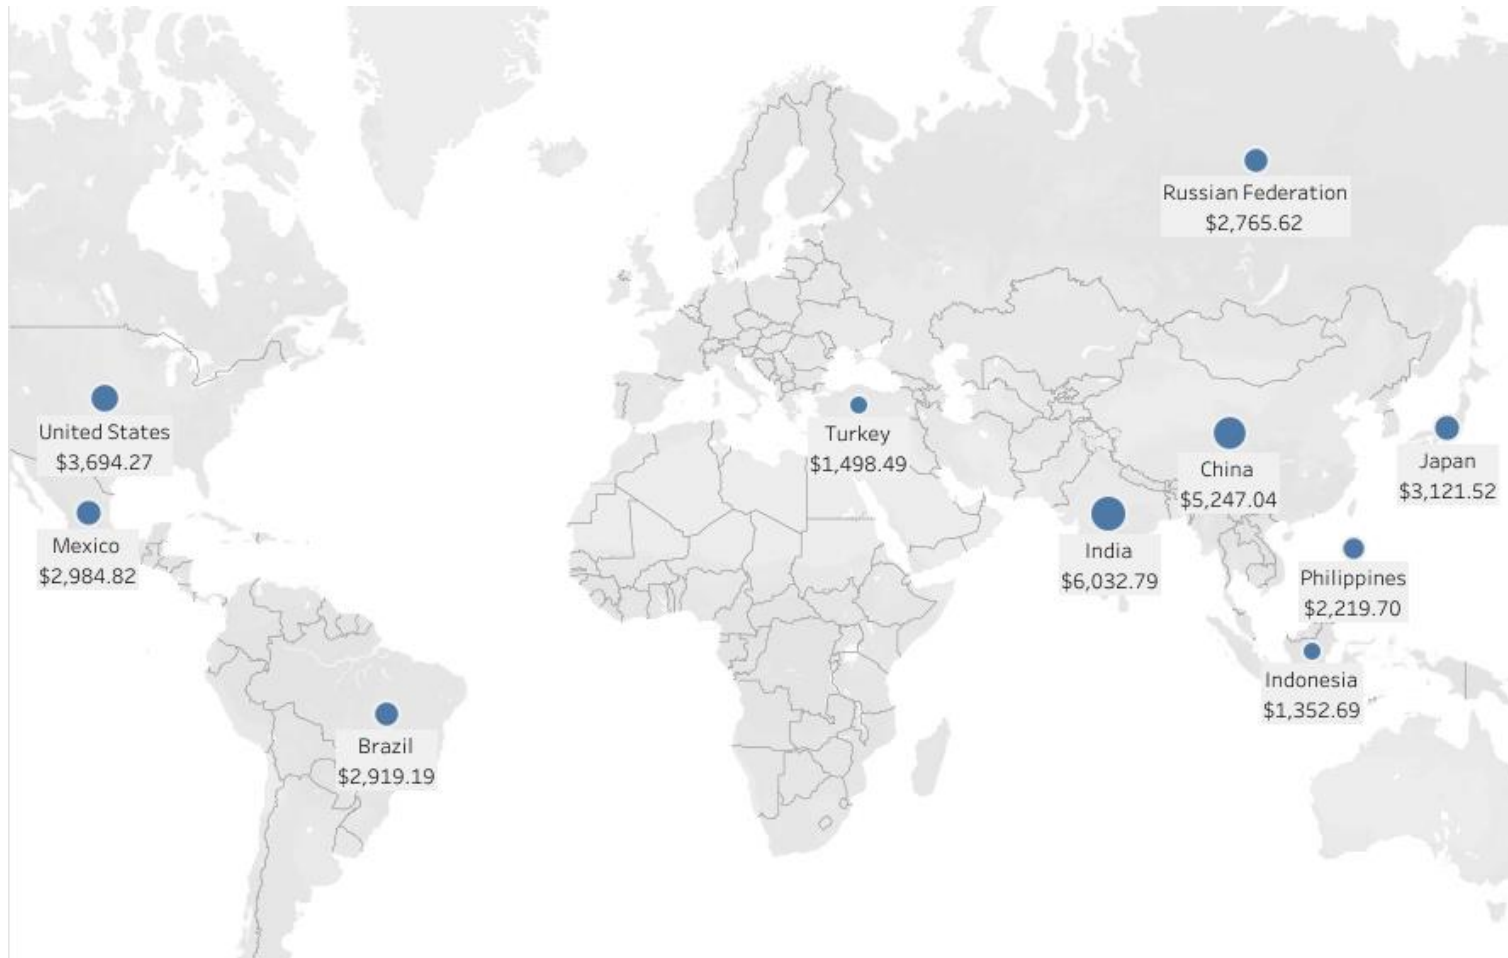 Russian Federation
$2,765.62
United States
$3,694.27
Turkey
$1,498.49
China
$5,247.04
Japan
$3,121.52
Mexico
$2,984.82
India
$6,032.79
Philippines
$2,219.70
Indonesia
$1,352.69
Brazil
$2,919.19